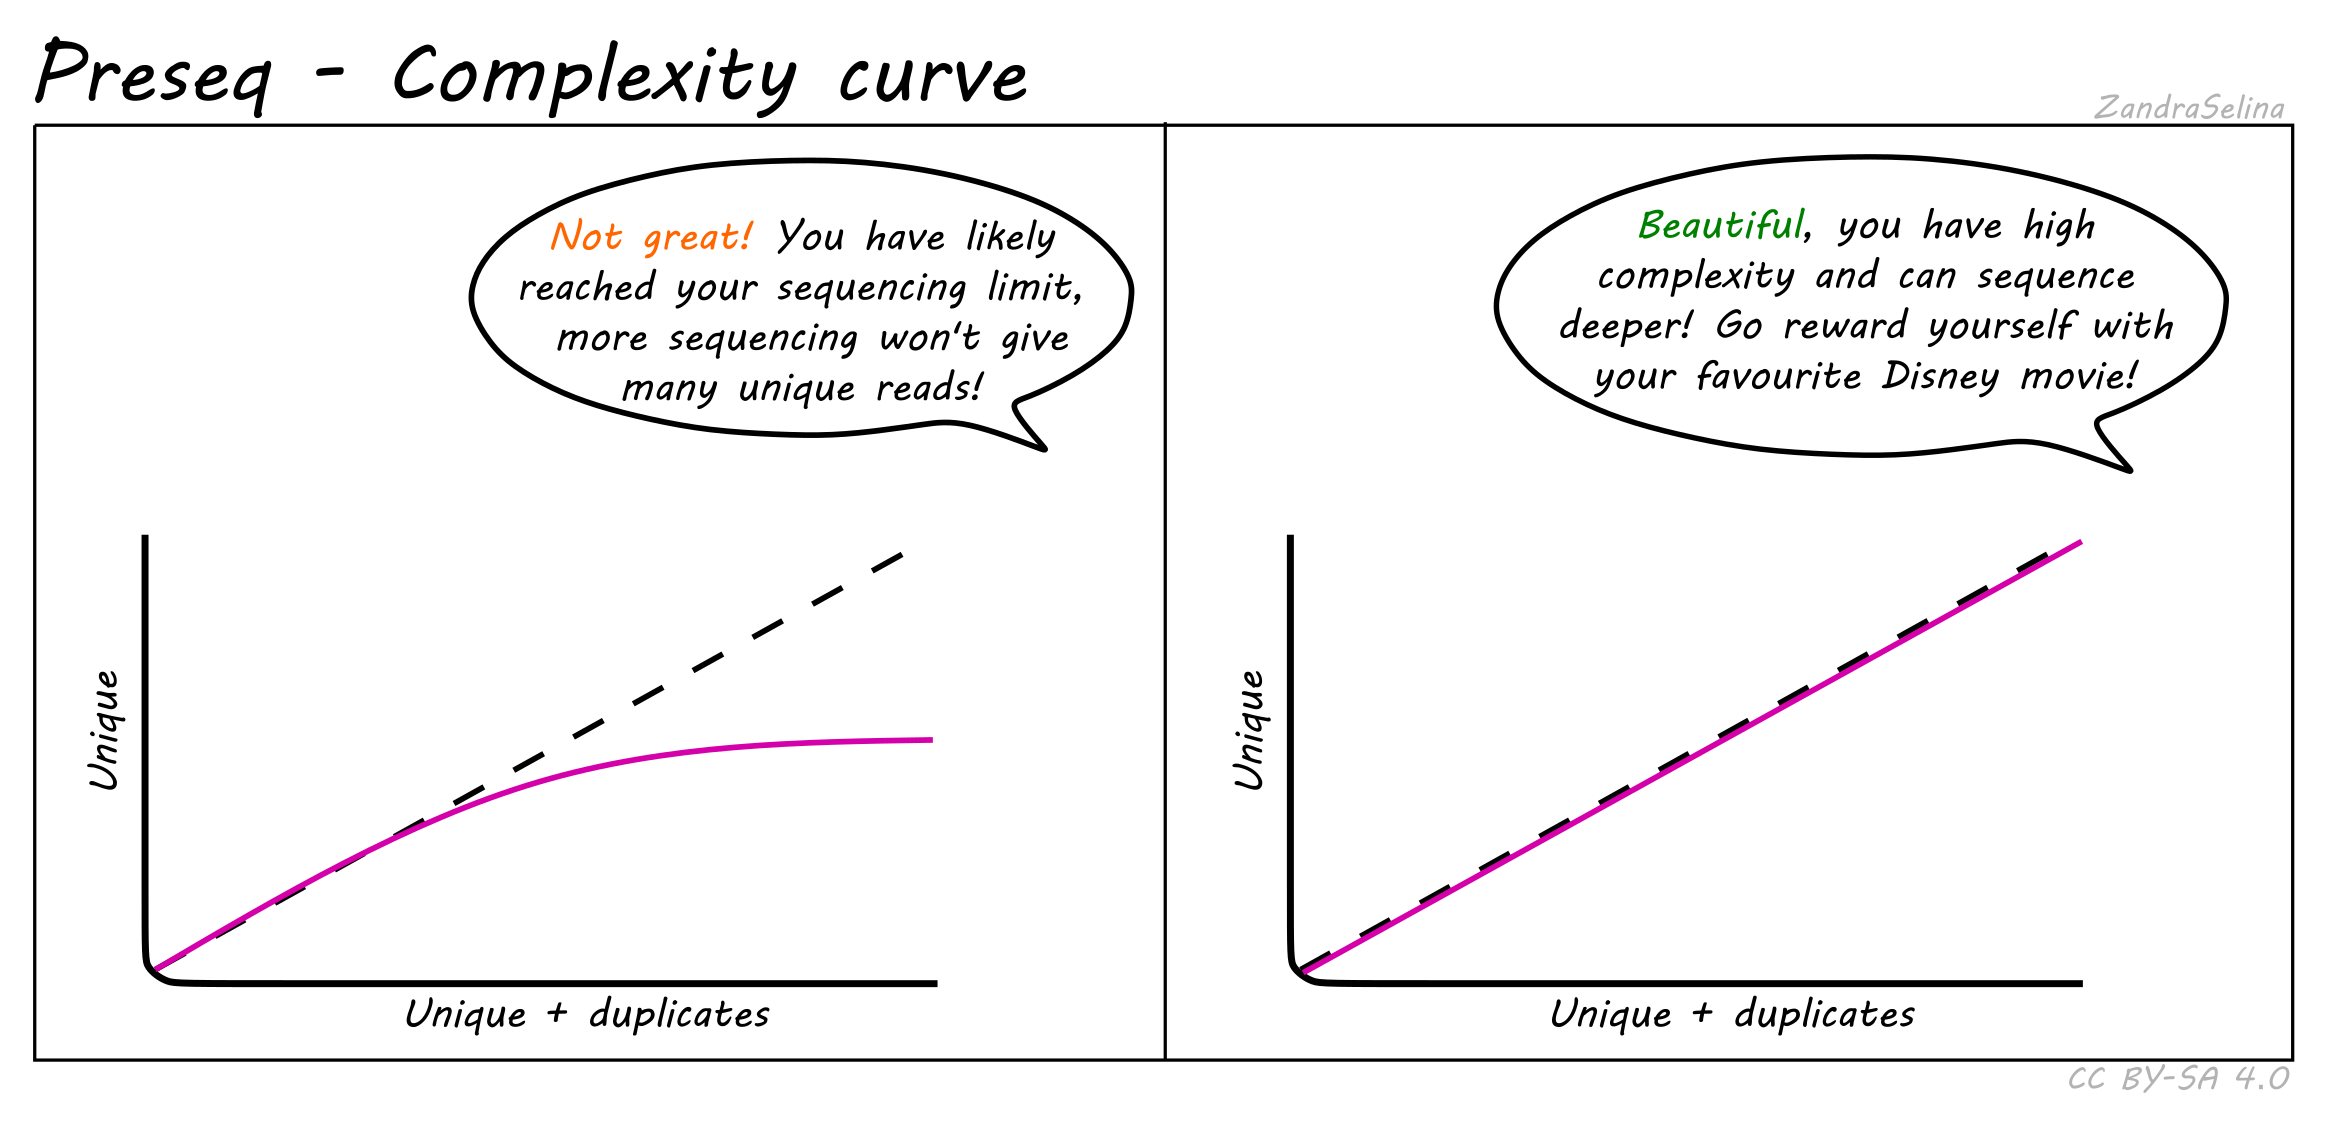 Preseq - Complexity curve
ZandraSelina
Not great! You have likely
reached your sequencing limit,
more sequencing won't give
many unique reads!
Unique
Unique + duplicates
Beautiful, you have high
complexity and can sequence
deeper! Go reward yourself with
your favourite Disney movie!
Unique
Unique + duplicates
CC BY-SA 4.0